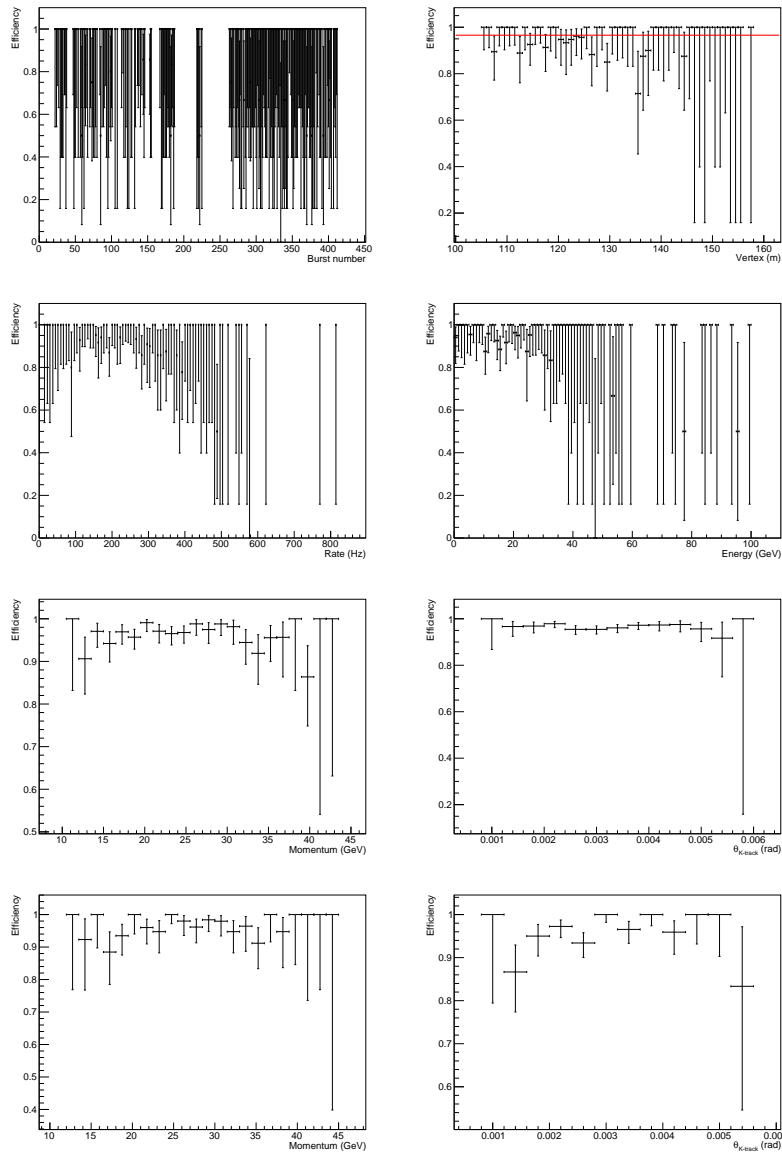 Efficiency
1
0.8
0.6
0.4
0.2
0
0 50 100 150 200 250 300 350 400 450
Burst number
Efficiency
1
0.8
0.6
0.4
0.2
100 110 120 130 140 150 160
Vertex (m)
Efficiency
1
0.8
0.6
0.4
0.2
0
0 100 200 300 400 500 600 700 800
Rate (Hz)
Efficiency
1
0.8
0.6
0.4
0.2
0
0 20 40 60 80 100
Energy (GeV)
Efficiency
1
0.9
0.8
0.7
0.6
0.5
10 15 20 25 30 35 40 45
Momentum (GeV)
Efficiency
1
0.8
0.6
0.4
0.2
0.001 0.002 0.003 0.004 0.005 0.006
θK-track (rad)
Efficiency
1
0.9
0.8
0.7
0.6
0.5
0.4
10 15 20 25 30 35 40 45
Momentum (GeV)
Efficiency
1
0.9
0.8
0.7
0.6
0.001 0.002 0.003 0.004 0.005
θK-track (rad)